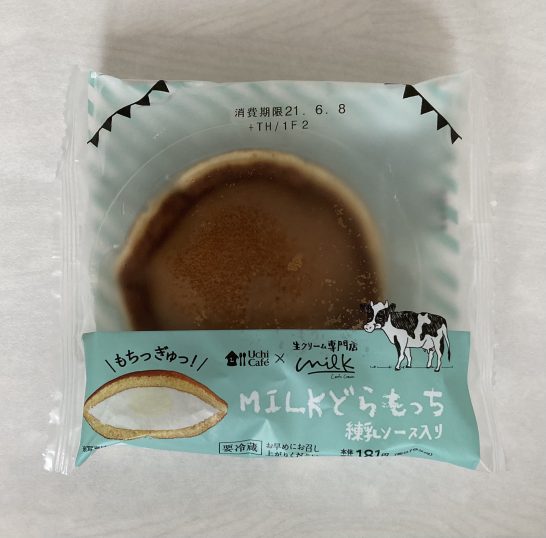 消費期限21. 6. 8
+TH/1F2
もちっぎゅっ!
Uchi Café × 生クリーム専門店 milk
MILKどらもっち
練乳ソース入り
要冷蔵 お早めにお召し
上がりくだ
本体 181